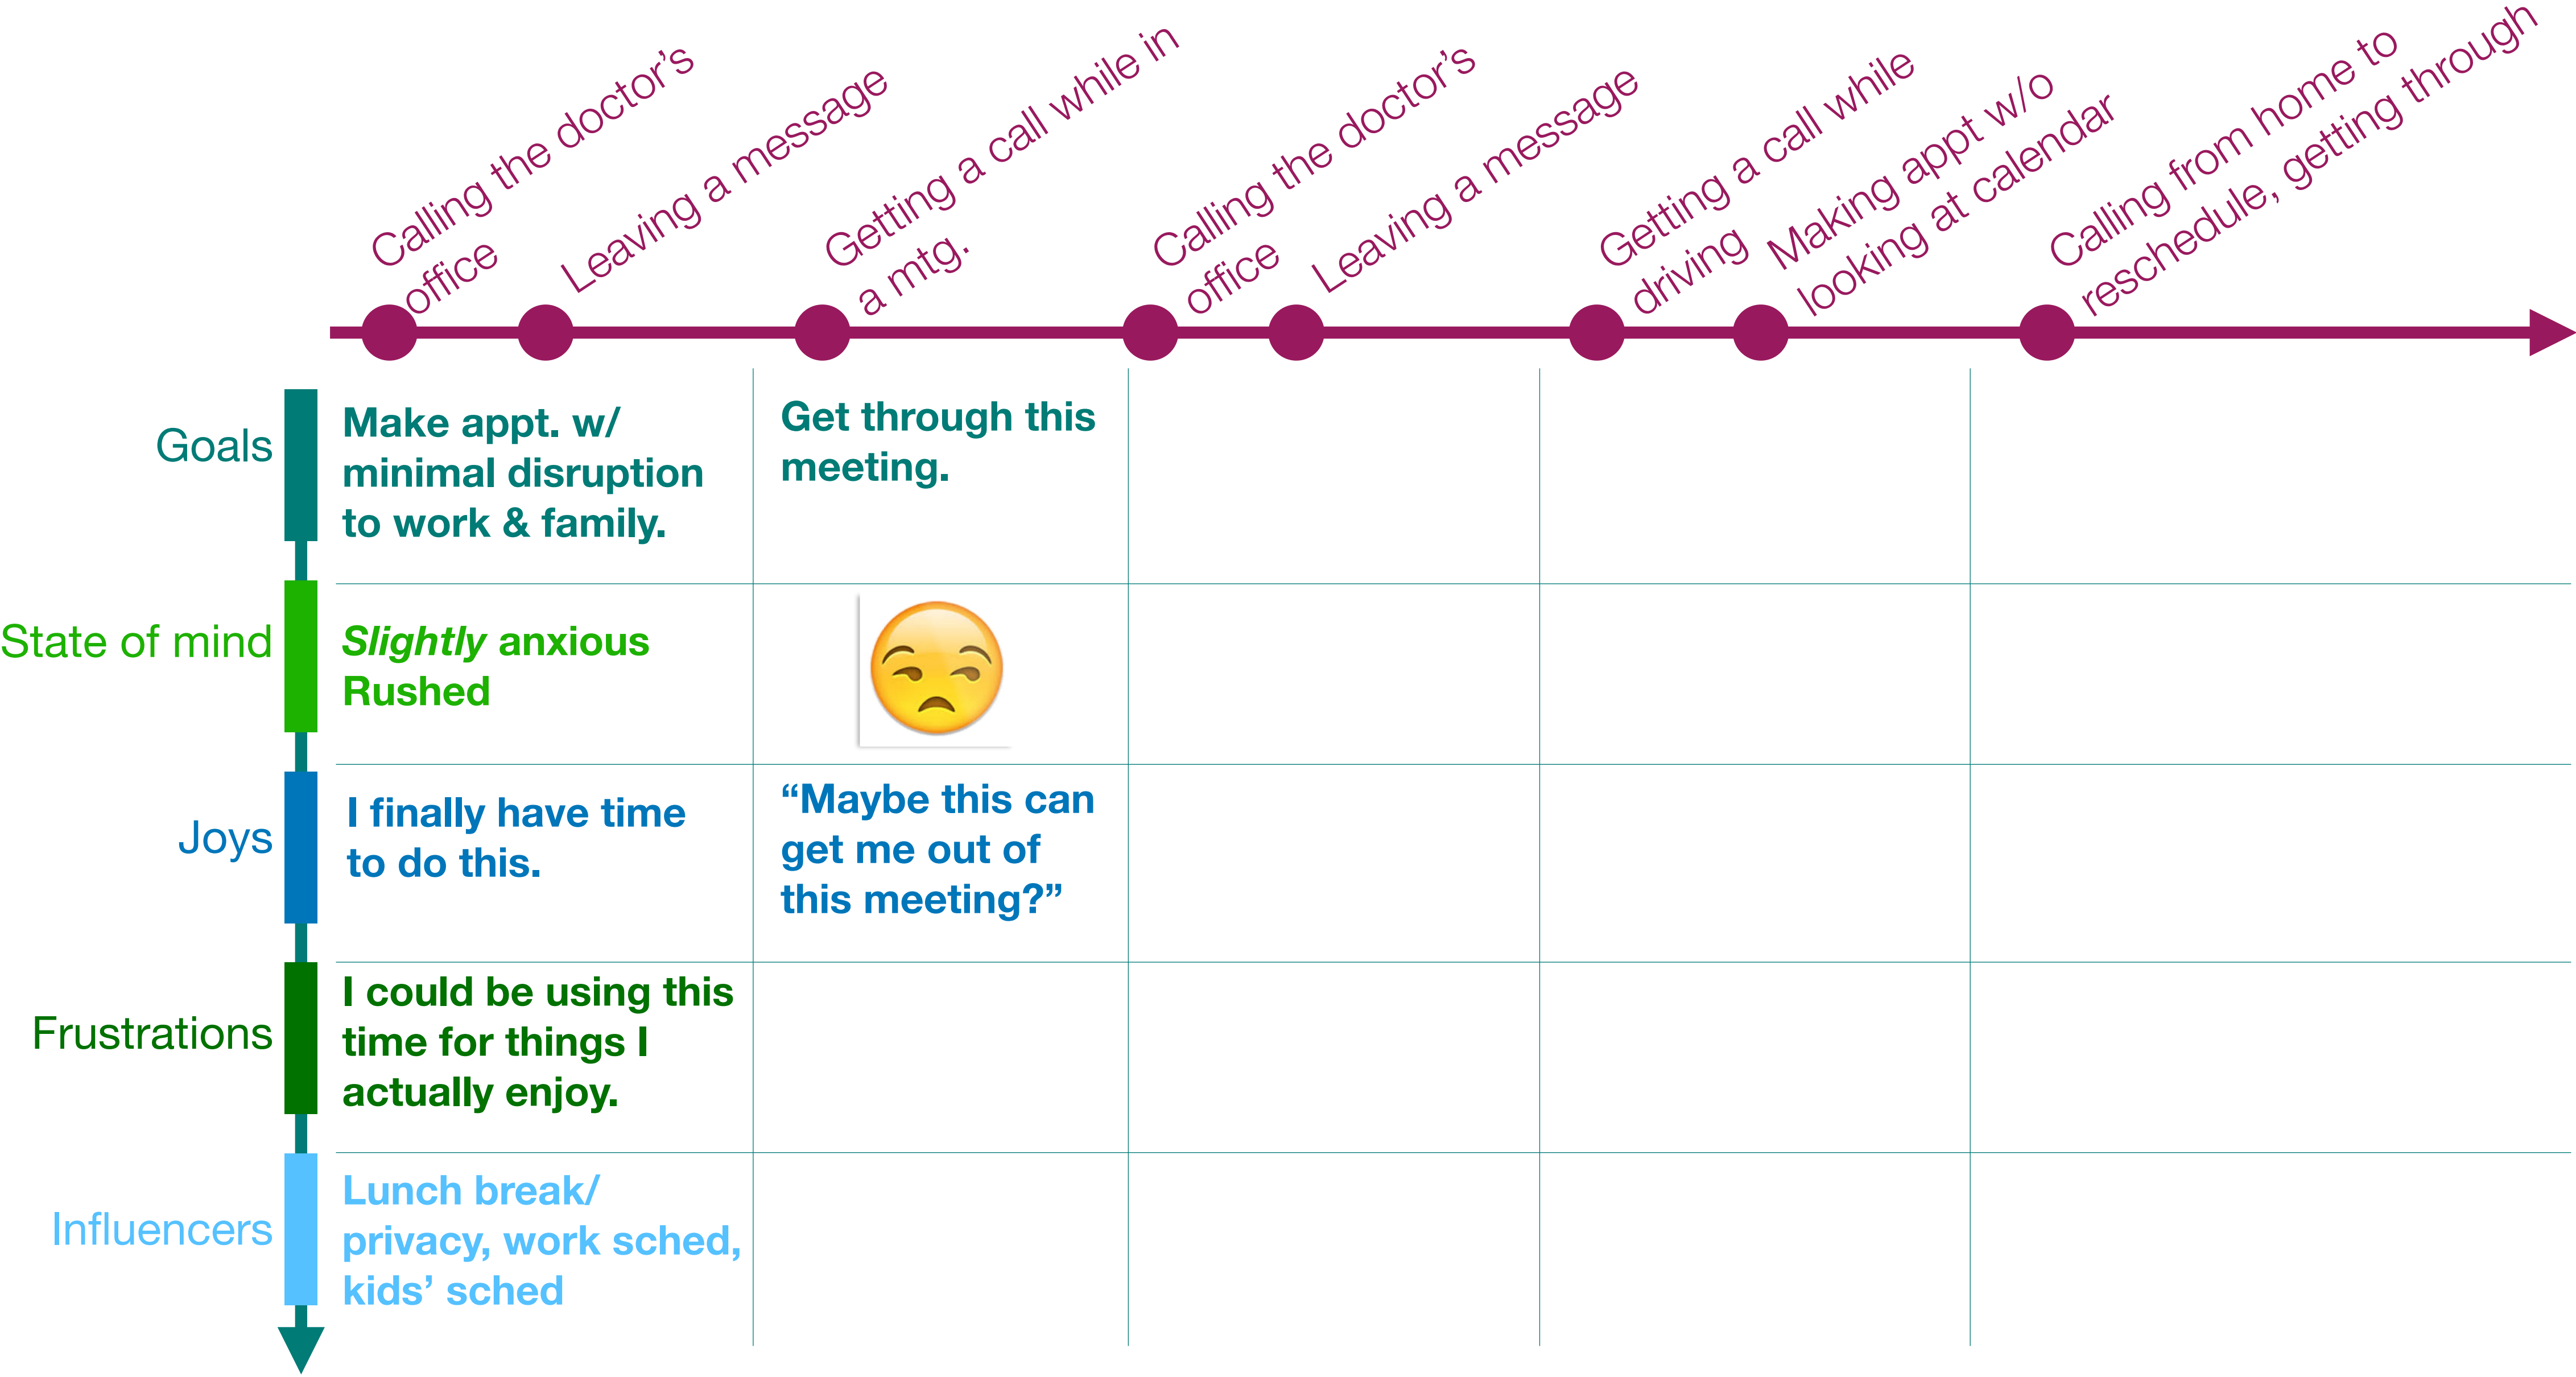 Calling the doctor’s
office
Leaving a message
Getting a call while in
a mtg.
Calling the doctor’s
office
Leaving a message
Getting a call while
driving
Making appt w/o
looking at calendar
Calling from home to
reschedule, getting through
Goals
Make appt. w/
minimal disruption
to work & family.
Get through this
meeting.
State of mind
Slightly anxious
Rushed
Joys
I finally have time
to do this.
“Maybe this can
get me out of
this meeting?”
Frustrations
I could be using this
time for things I
actually enjoy.
Influencers
Lunch break/
privacy, work sched,
kids’ sched